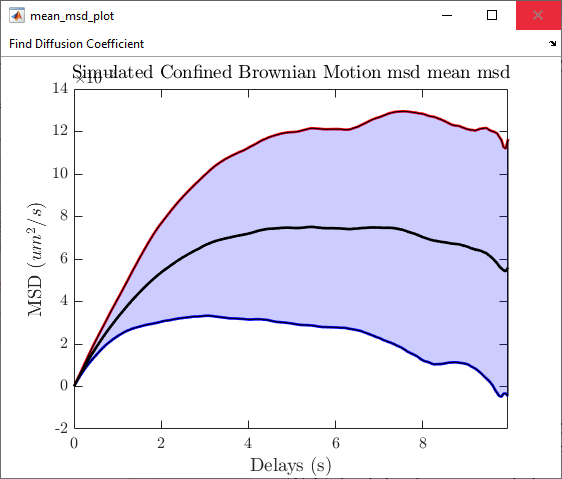 mean_msd_plot
Find Diffusion Coefficient
Simulated Confined Brownian Motion msd mean msd
14
12
10
8
6
4
2
0
-2
MSD (um²/s)
0 2 4 6 8
Delays (s)